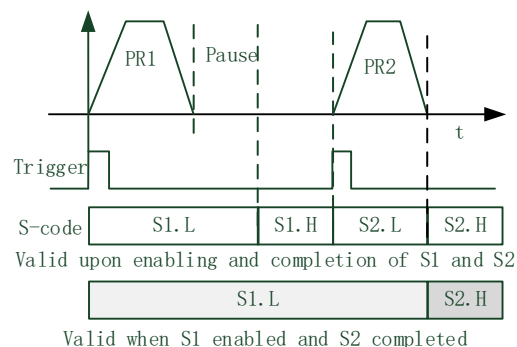 PR1
Pause
PR2
t
Trigger
S-code
S1.L
S1.H
S2.L
S2.H
Valid upon enabling and completion of S1 and S2
S1.L
S2.H
Valid when S1 enabled and S2 completed